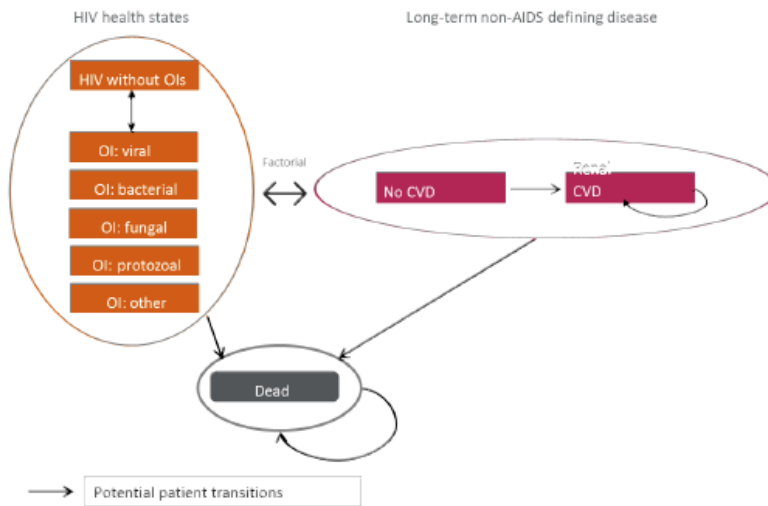 HIV health states
Long-term non-AIDS defining disease
HIV without OIs
OI: viral
OI: bacterial
OI: fungal
OI: protozoal
OI: other
Factorial
No CVD
Renal
CVD
Dead
Potential patient transitions